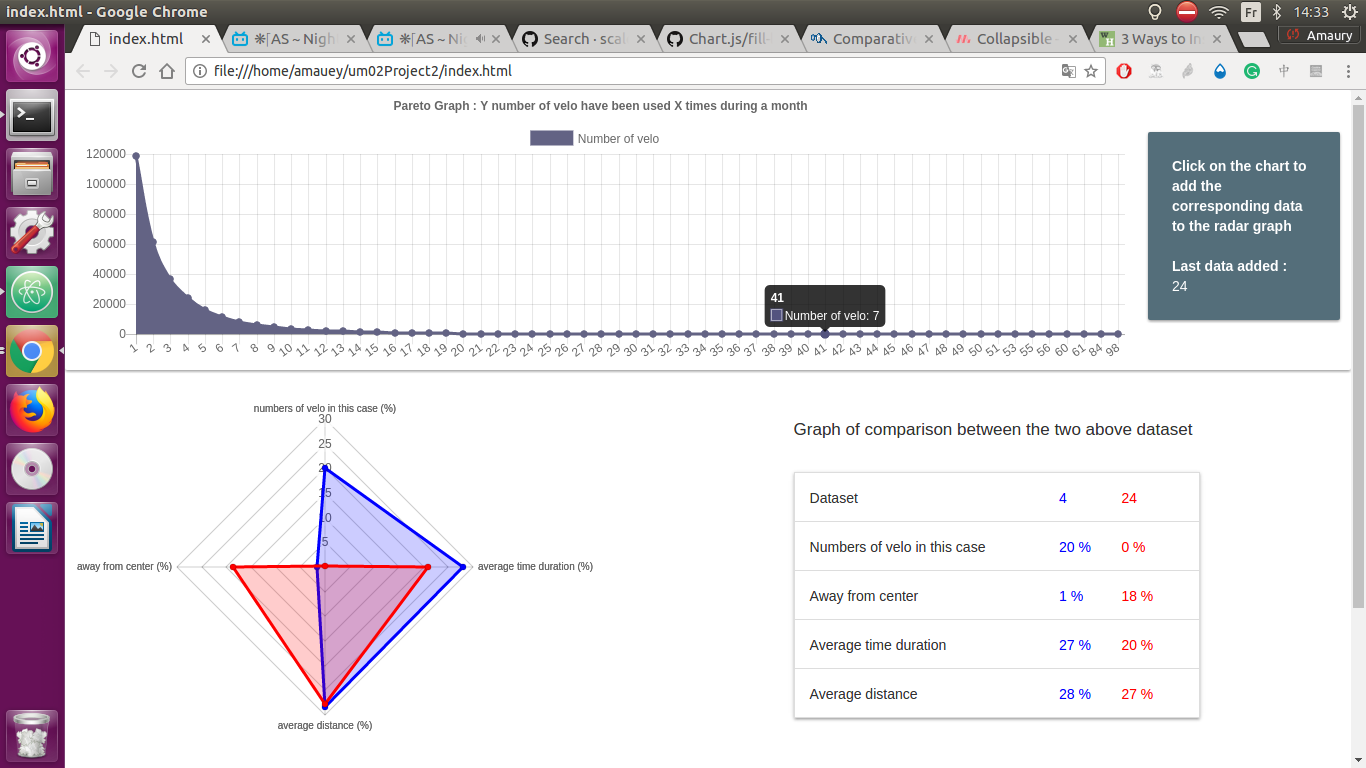 index.html - Google Chrome
Fr
14:33
index.html
※⎡AS ~ Nigh
※⎡AS ~ Ni
Search · scal
Chart.js/fill-
Comparativ
Collapsible -
3 Ways to In
Amaury
file:///home/amauey/um02Project2/index.html
Pareto Graph : Y number of velo have been used X times during a month
Number of velo
120000
100000
80000
60000
40000
20000
0
1 2 3 4 5 6 7 8 9 10 11 12 13 14 15 16 17 18 19 20 21 22 23 24 25 26 27 28 29 30 31 32 33 34 35 36 37 38 39 40 41 42 43 44 45 46 47 48 49 50 51 53 55 56 60 61 84 98
41
Number of velo: 7
Click on the chart to
add the
corresponding data
to the radar graph
Last data added :
24
numbers of velo in this case (%)
30
25
20
15
10
5
away from center (%)
average time duration (%)
average distance (%)
Graph of comparison between the two above dataset
Dataset 4 24
Numbers of velo in this case 20 % 0 %
Away from center 1 % 18 %
Average time duration 27 % 20 %
Average distance 28 % 27 %